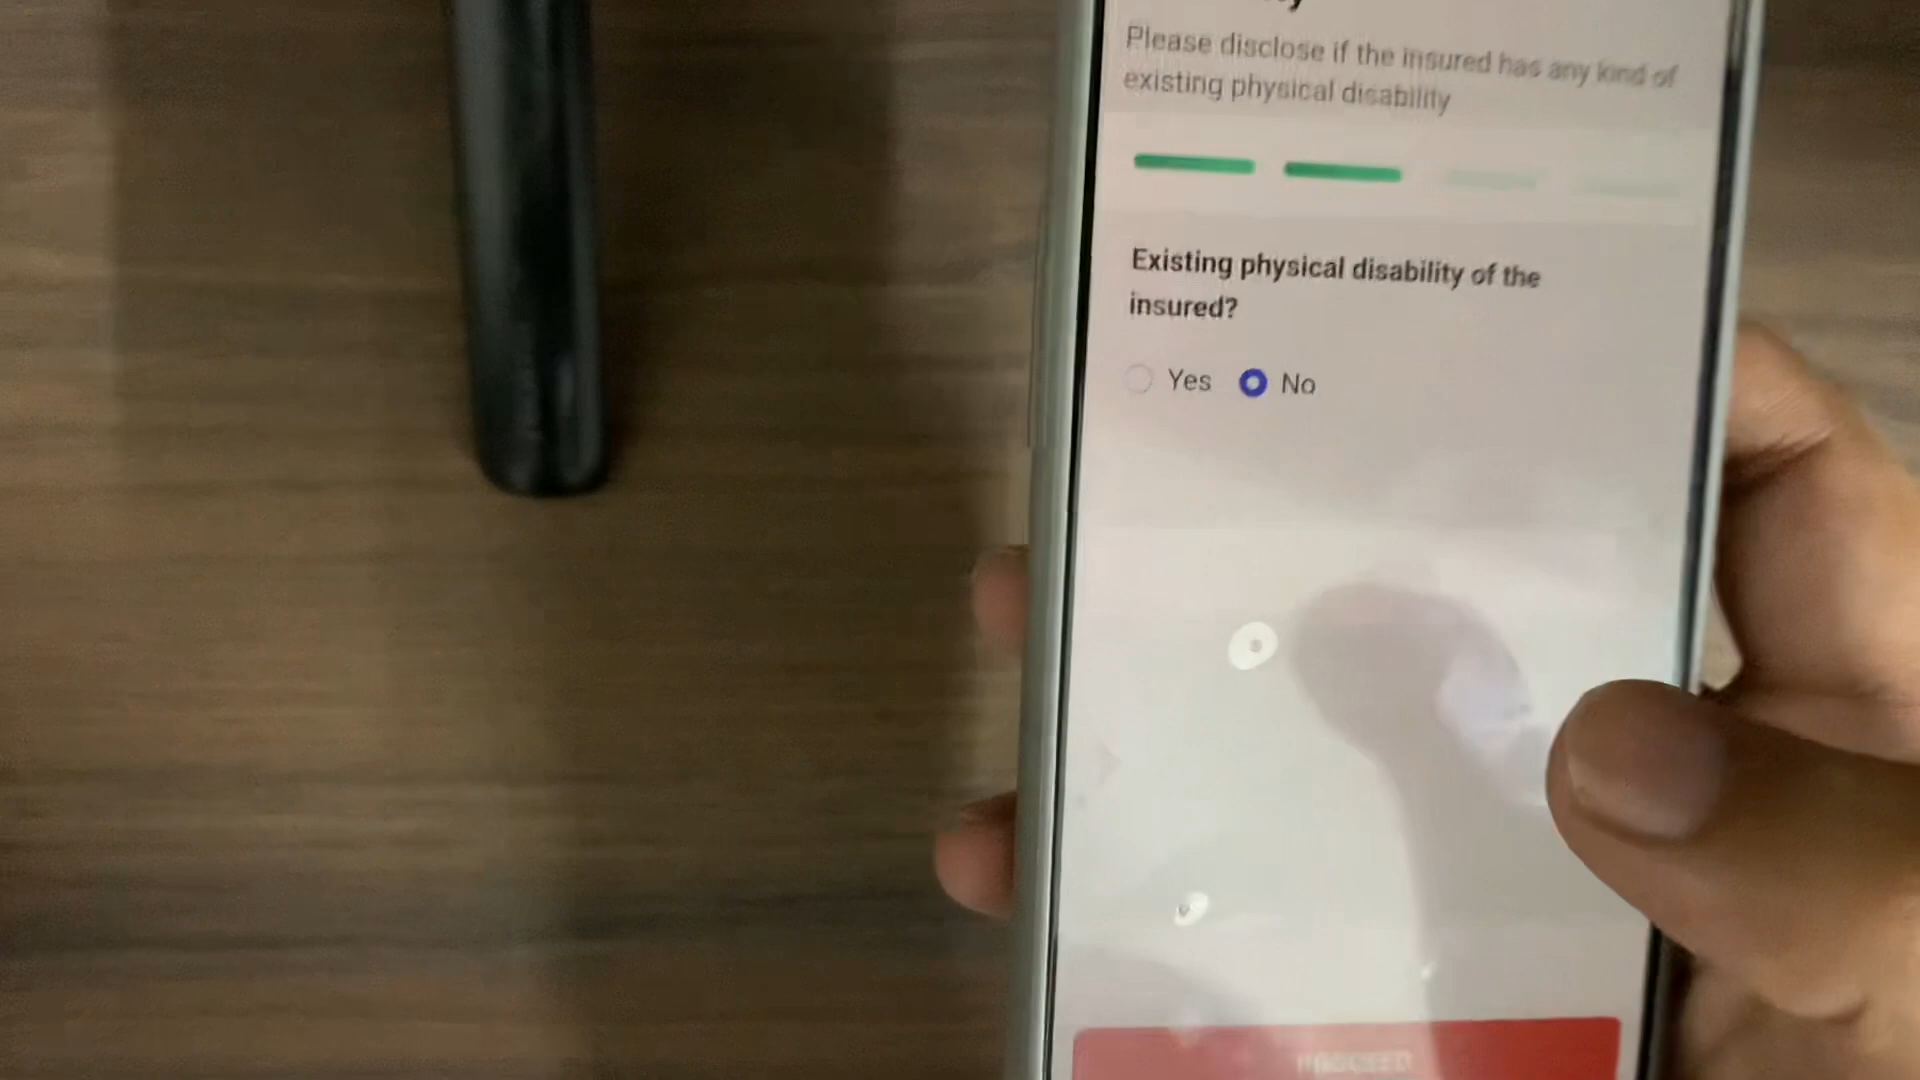 Please disclose if the insured has any kind of
existing physical disability
Existing physical disability of the
insured?
Yes No
PROCEED